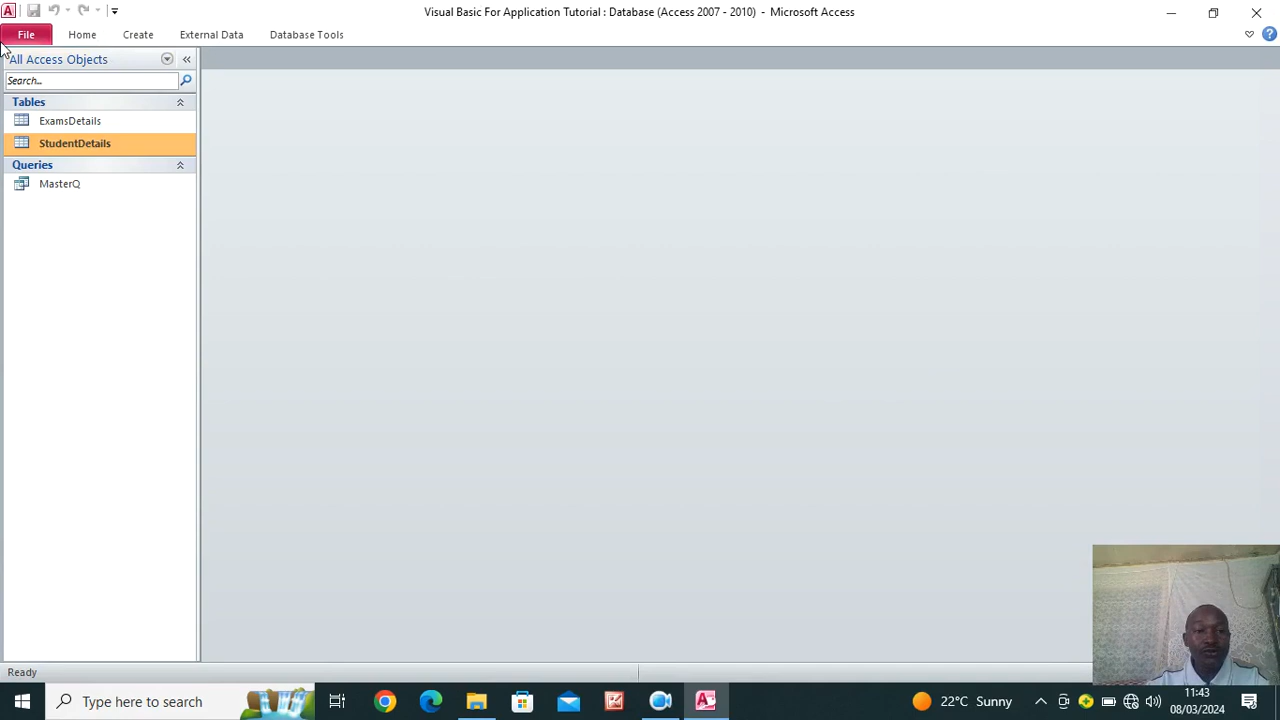 Visual Basic For Application Tutorial : Database (Access 2007 - 2010) - Microsoft Access
File Home Create External Data Database Tools
All Access Objects
Search...
Tables
ExamsDetails
StudentDetails
Queries
MasterQ
Ready
Type here to search
22°C Sunny
11:43
08/03/2024